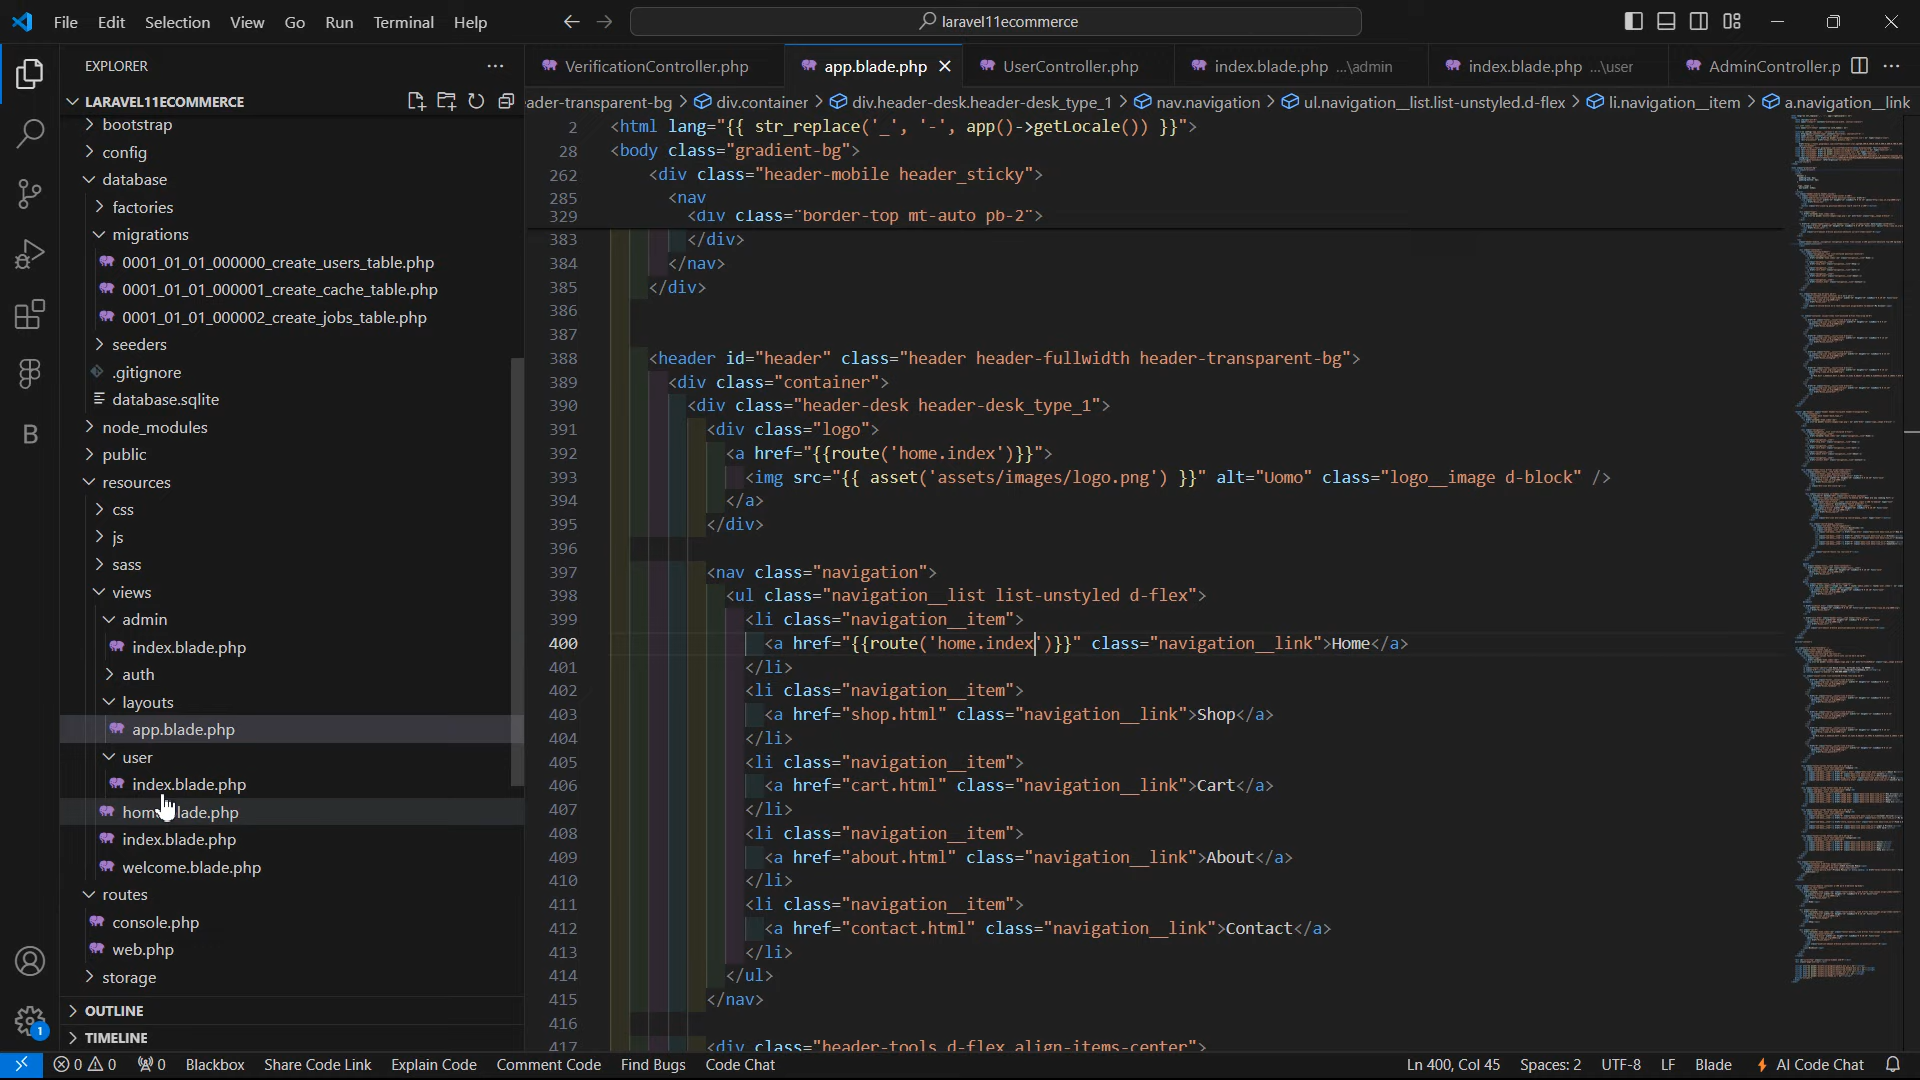 File Edit Selection View Go Run Terminal Help
laravel11ecommerce
EXPLORER
LARAVEL11ECOMMERCE
bootstrap
config
database
factories
migrations
0001_01_01_000000_create_users_table.php
0001_01_01_000001_create_cache_table.php
0001_01_01_000002_create_jobs_table.php
seeders
.gitignore
database.sqlite
node_modules
public
resources
css
js
sass
views
admin
index.blade.php
auth
layouts
app.blade.php
user
index.blade.php
home.blade.php
index.blade.php
welcome.blade.php
routes
console.php
web.php
storage
OUTLINE
TIMELINE
VerificationController.php app.blade.php UserController.php index.blade.php ...\admin index.blade.php ...\user AdminController.p
ader-transparent-bg > div.container > div.header-desk.header-desk_type_1 > nav.navigation > ul.navigation__list.list-unstyled.d-flex > li.navigation__item > a.navigation__link
2 <html lang="{{ str_replace('_', '-', app()->getLocale()) }}">
28 <body class="gradient-bg">
262 <div class="header-mobile header_sticky">
285 <nav
329 <div class="border-top mt-auto pb-2">
383 </div>
384 </nav>
385 </div>
386
387
388 <header id="header" class="header header-fullwidth header-transparent-bg">
389 <div class="container">
390 <div class="header-desk header-desk_type_1">
391 <div class="logo">
392 <a href="{{route('home.index')}}">
393 <img src="{{ asset('assets/images/logo.png') }}" alt="Uomo" class="logo__image d-block" />
394 </a>
395 </div>
396
397 <nav class="navigation">
398 <ul class="navigation__list list-unstyled d-flex">
399 <li class="navigation__item">
400 <a href="{{route('home.index')}}" class="navigation__link">Home</a>
401 </li>
402 <li class="navigation__item">
403 <a href="shop.html" class="navigation__link">Shop</a>
404 </li>
405 <li class="navigation__item">
406 <a href="cart.html" class="navigation__link">Cart</a>
407 </li>
408 <li class="navigation__item">
409 <a href="about.html" class="navigation__link">About</a>
410 </li>
411 <li class="navigation__item">
412 <a href="contact.html" class="navigation__link">Contact</a>
413 </li>
414 </ul>
415 </nav>
416
417 <div class="header-tools d-flex align-items-center">
B
1
0 0 0 Blackbox Share Code Link Explain Code Comment Code Find Bugs Code Chat Ln 400, Col 45 Spaces: 2 UTF-8 LF Blade AI Code Chat